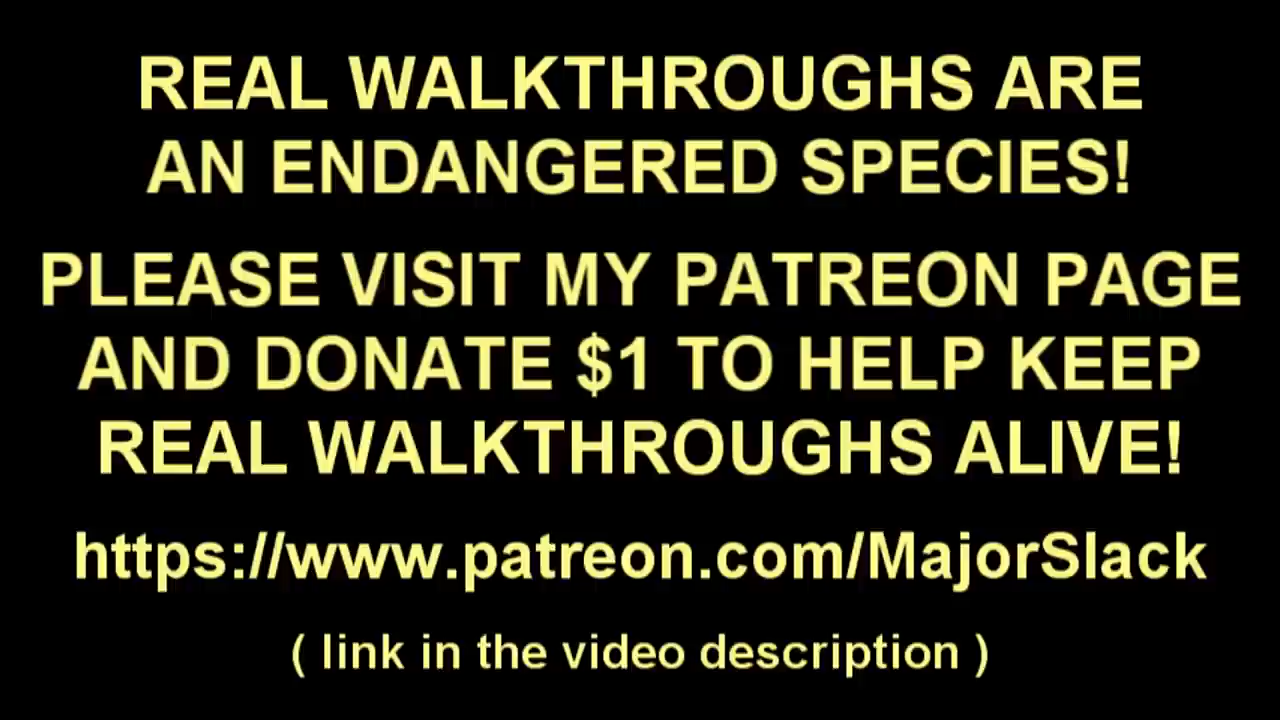 REAL WALKTHROUGHS ARE
AN ENDANGERED SPECIES!
PLEASE VISIT MY PATREON PAGE
AND DONATE $1 TO HELP KEEP
REAL WALKTHROUGHS ALIVE!
https://www.patreon.com/MajorSlack
( link in the video description )